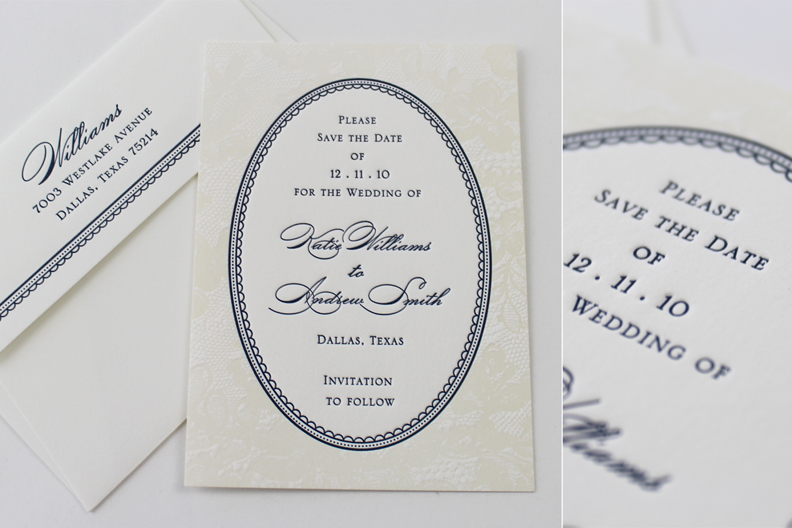 Williams
7003 Westlake Avenue
Dallas, Texas 75214
Please
Save the Date
of
12 . 11 . 10
for the Wedding of
Katie Williams
to
Andrew Smith
Dallas, Texas
Invitation
to follow
Please
Save the Date
of
12 . 11 . 10
Wedding of
Williams